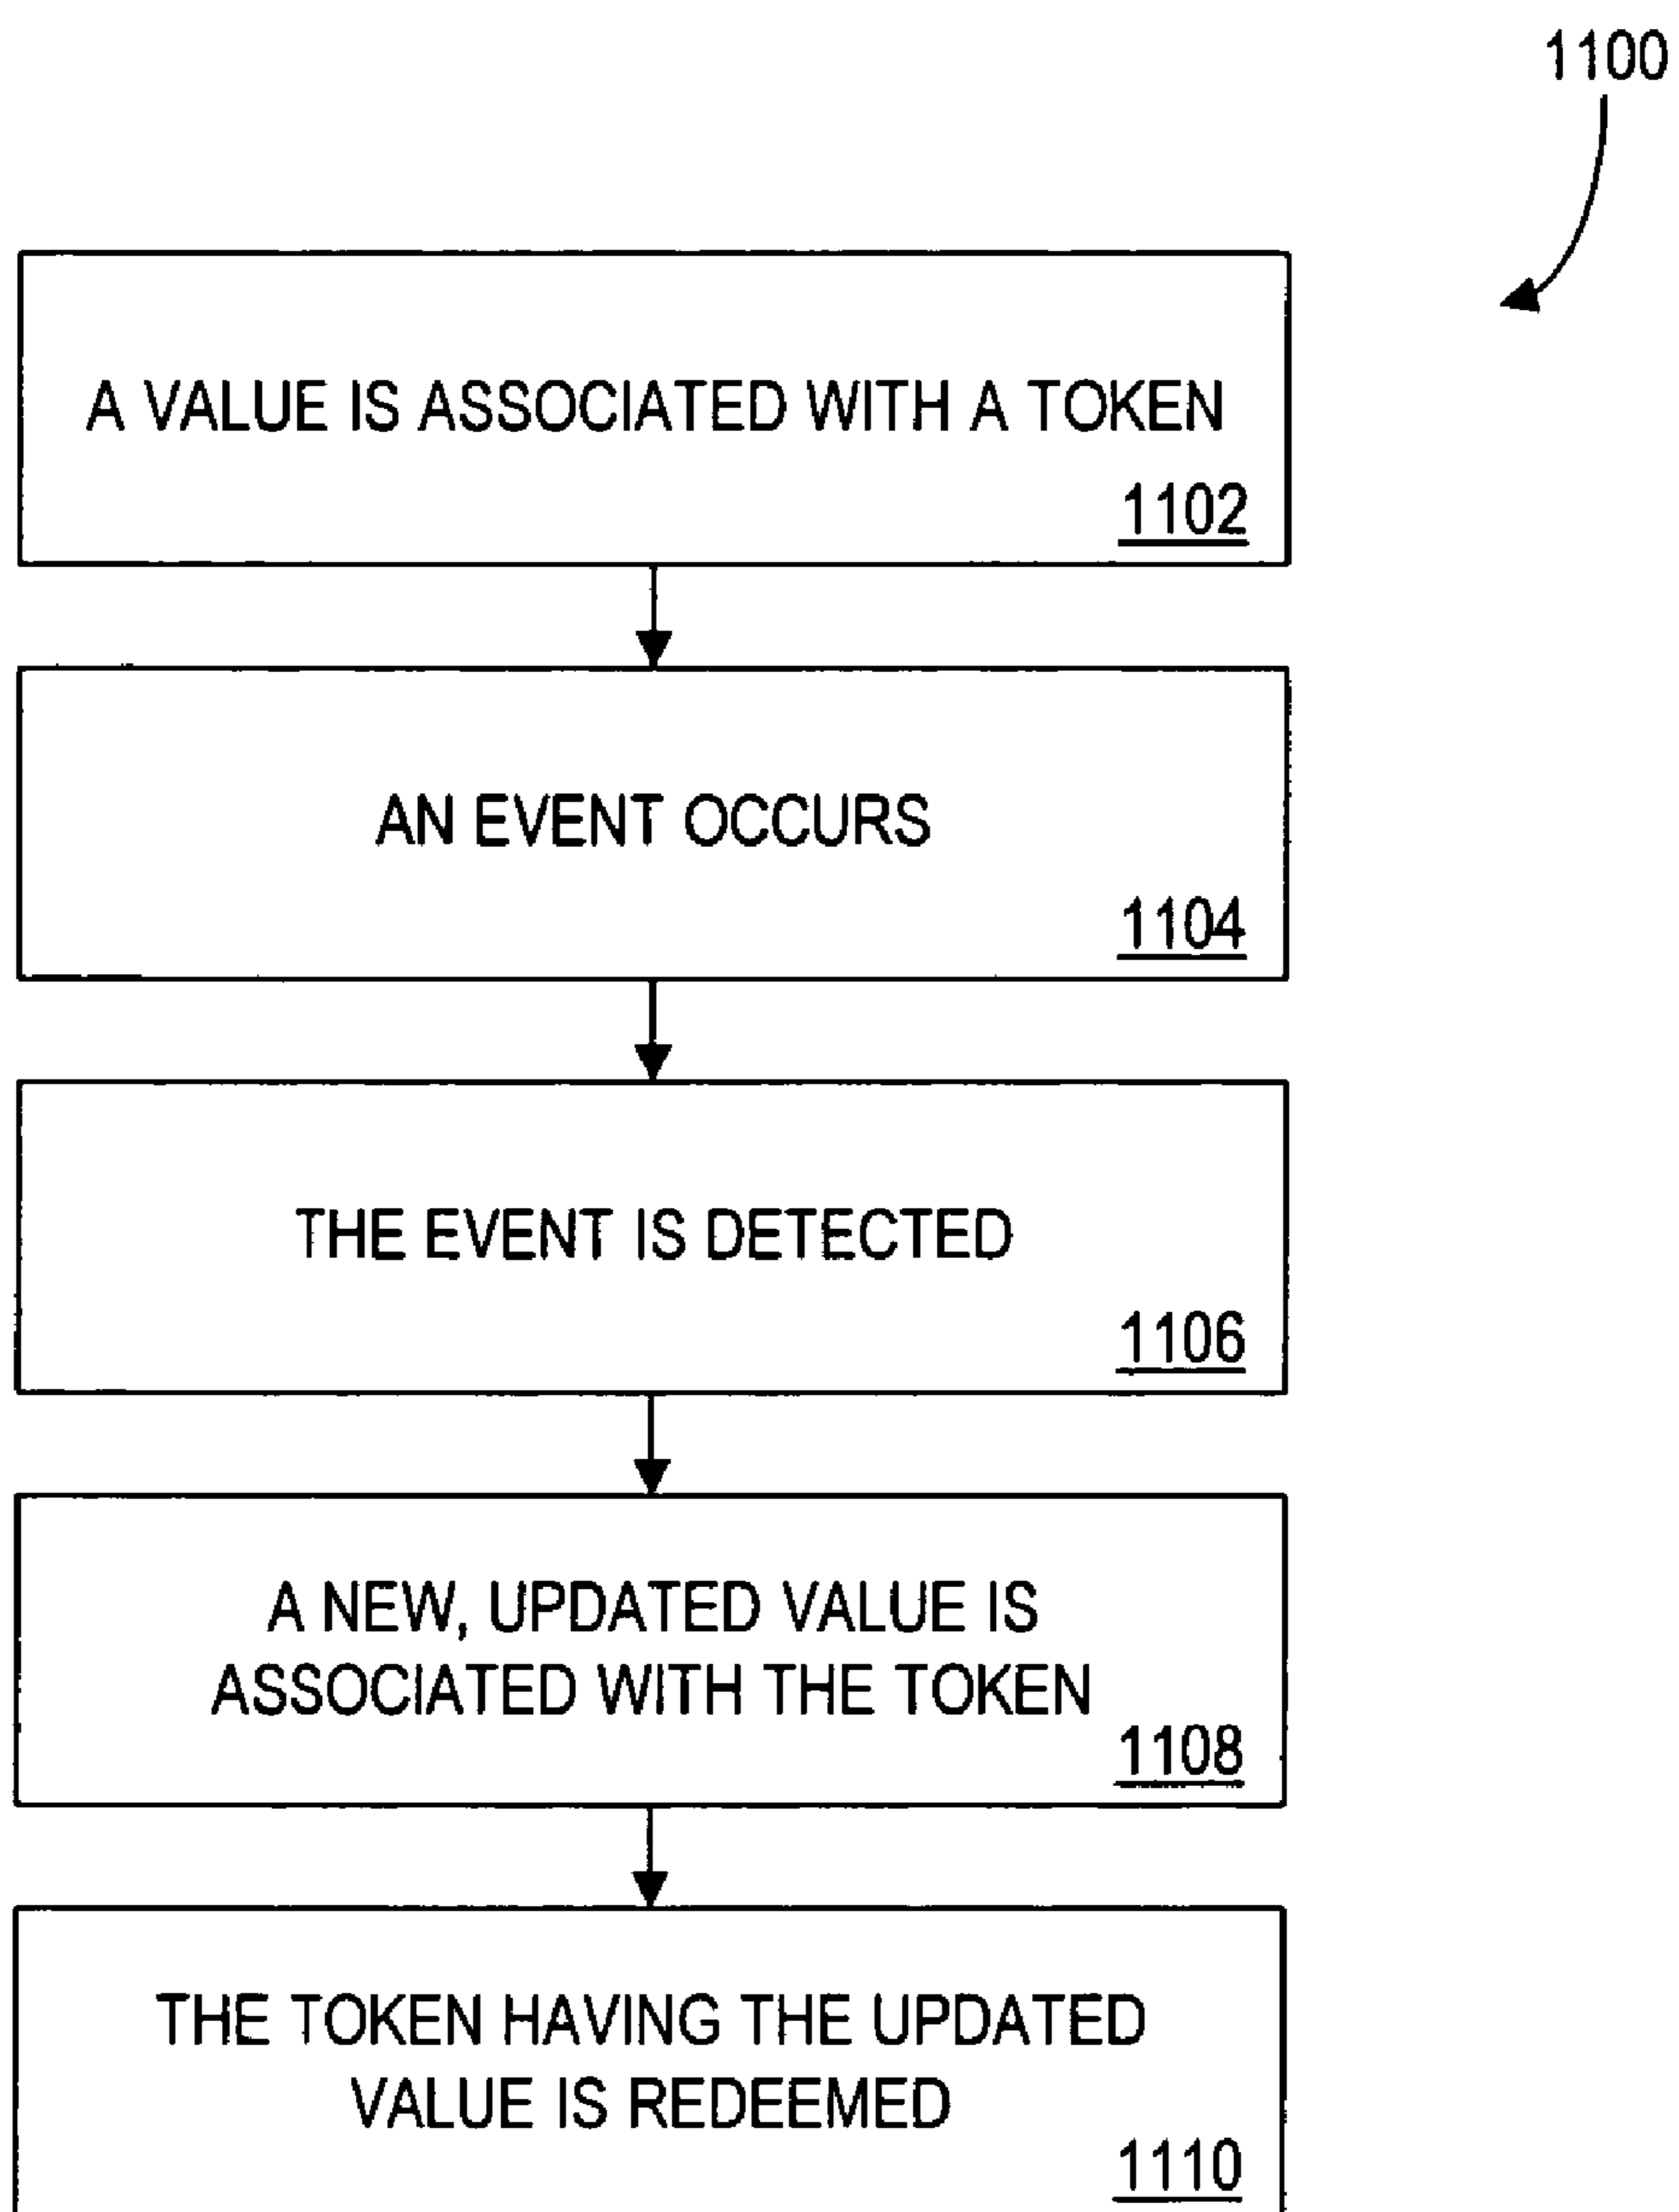 1100
A VALUE IS ASSOCIATED WITH A TOKEN
1102
AN EVENT OCCURS
1104
THE EVENT IS DETECTED
1106
A NEW, UPDATED VALUE IS
ASSOCIATED WITH THE TOKEN
1108
THE TOKEN HAVING THE UPDATED
VALUE IS REDEEMED
1110